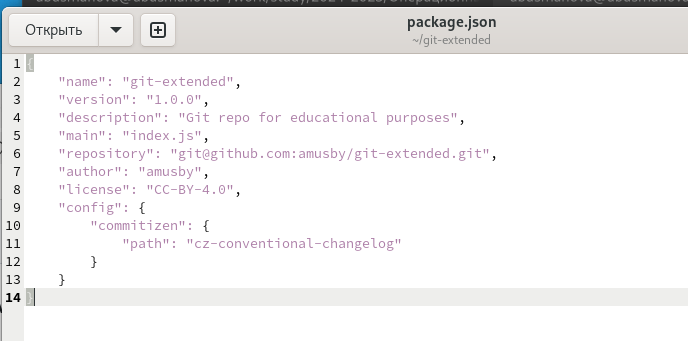 Открыть
package.json
~/git-extended
1 {
2 "name": "git-extended",
3 "version": "1.0.0",
4 "description": "Git repo for educational purposes",
5 "main": "index.js",
6 "repository": "git@github.com:amusby/git-extended.git",
7 "author": "amusby",
8 "license": "CC-BY-4.0",
9 "config": {
10 "commitizen": {
11 "path": "cz-conventional-changelog"
12 }
13 }
14 }